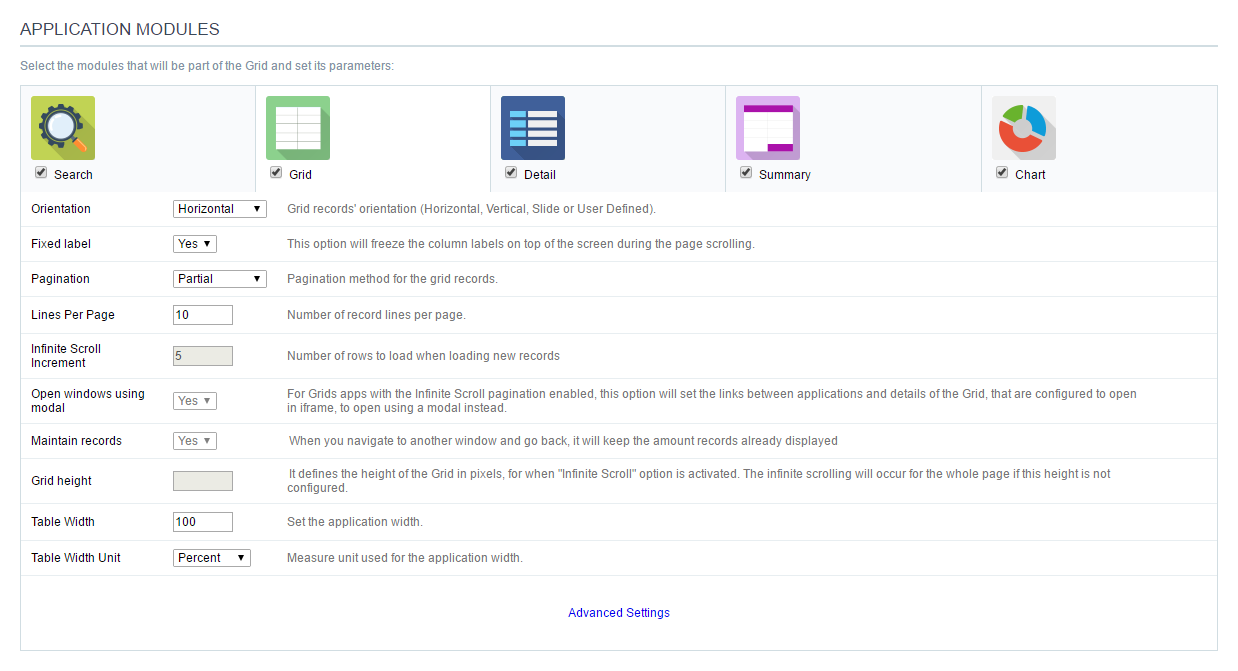 APPLICATION MODULES
Select the modules that will be part of the Grid and set its parameters:
Search Grid Detail Summary Chart
Orientation Horizontal Grid records' orientation (Horizontal, Vertical, Slide or User Defined).
Fixed label Yes This option will freeze the column labels on top of the screen during the page scrolling.
Pagination Partial Pagination method for the grid records.
Lines Per Page 10 Number of record lines per page.
Infinite Scroll
Increment 5 Number of rows to load when loading new records
Open windows using
modal Yes For Grids apps with the Infinite Scroll pagination enabled, this option will set the links between applications and details of the Grid, that are configured to open
in iframe, to open using a modal instead.
Maintain records Yes When you navigate to another window and go back, it will keep the amount records already displayed
Grid height It defines the height of the Grid in pixels, for when "Infinite Scroll" option is activated. The infinite scrolling will occur for the whole page if this height is not
configured.
Table Width 100 Set the application width.
Table Width Unit Percent Measure unit used for the application width.
Advanced Settings